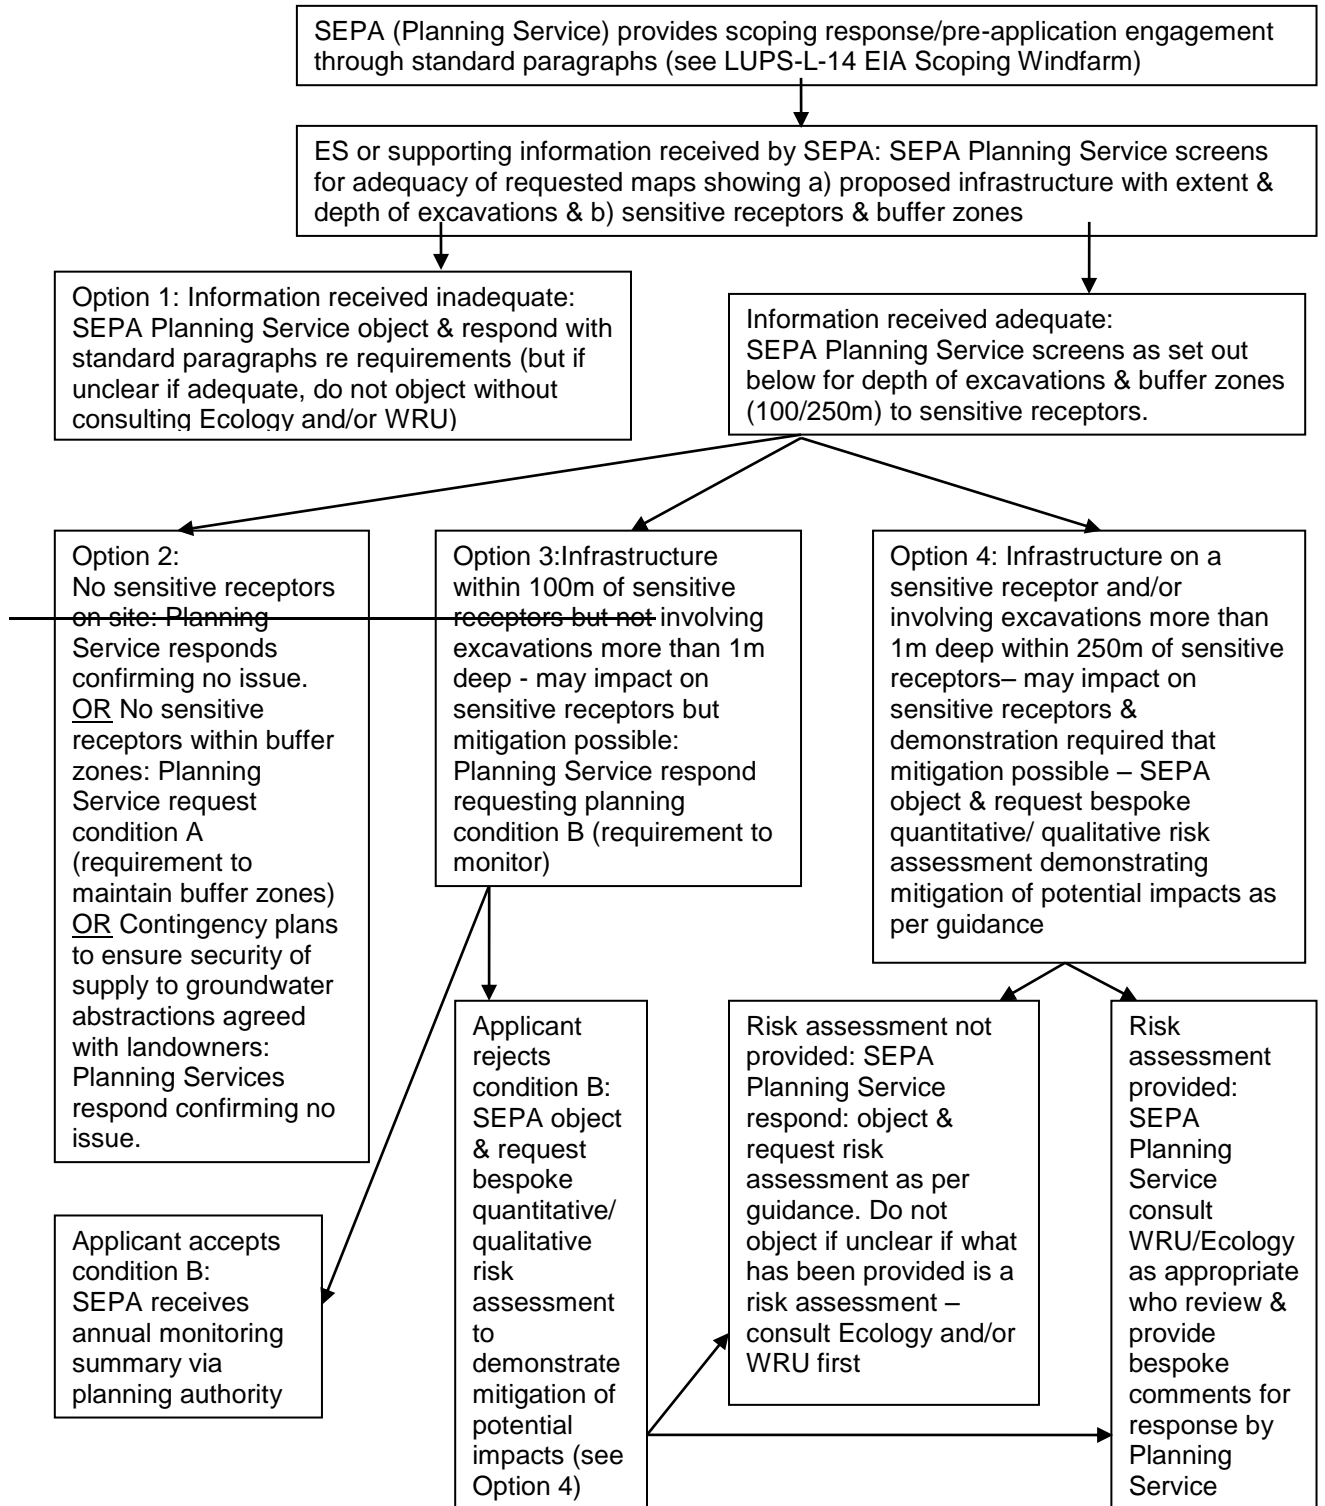 SEPA (Planning Service) provides scoping response/pre-application engagement
through standard paragraphs (see LUPS-L-14 EIA Scoping Windfarm)
ES or supporting information received by SEPA: SEPA Planning Service screens
for adequacy of requested maps showing a) proposed infrastructure with extent &
depth of excavations & b) sensitive receptors & buffer zones
Option 1: Information received inadequate:
SEPA Planning Service object & respond with
standard paragraphs re requirements (but if
unclear if adequate, do not object without
consulting Ecology and/or WRU)
Information received adequate:
SEPA Planning Service screens as set out
below for depth of excavations & buffer zones
(100/250m) to sensitive receptors.
Option 2:
No sensitive receptors
on site: Planning
Service responds
confirming no issue.
OR No sensitive
receptors within buffer
zones: Planning
Service request
condition A
(requirement to
maintain buffer zones)
OR Contingency plans
to ensure security of
supply to groundwater
abstractions agreed
with landowners:
Planning Services
respond confirming no
issue.
Option 3:Infrastructure
within 100m of sensitive
receptors but not involving
excavations more than 1m
deep - may impact on
sensitive receptors but
mitigation possible:
Planning Service respond
requesting planning
condition B (requirement to
monitor)
Option 4: Infrastructure on a
sensitive receptor and/or
involving excavations more than
1m deep within 250m of sensitive
receptors– may impact on
sensitive receptors &
demonstration required that
mitigation possible – SEPA
object & request bespoke
quantitative/ qualitative risk
assessment demonstrating
mitigation of potential impacts as
per guidance
Applicant accepts
condition B:
SEPA receives
annual monitoring
summary via
planning authority
Applicant
rejects
condition B:
SEPA object
& request
bespoke
quantitative/
qualitative
risk
assessment
to
demonstrate
mitigation of
potential
impacts (see
Option 4)
Risk assessment not
provided: SEPA
Planning Service
respond: object &
request risk
assessment as per
guidance. Do not
object if unclear if what
has been provided is a
risk assessment –
consult Ecology and/or
WRU first
Risk
assessment
provided:
SEPA
Planning
Service
consult
WRU/Ecology
as appropriate
who review &
provide
bespoke
comments for
response by
Planning
Service